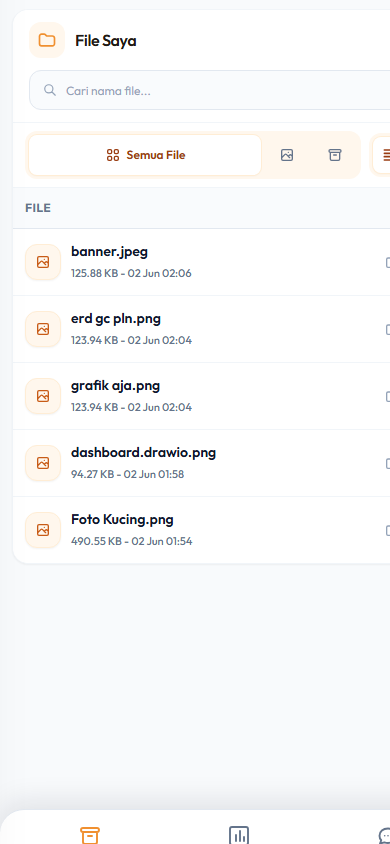 File Saya
Cari nama file...
Semua File
FILE
banner.jpeg
125.88 KB - 02 Jun 02:06
erd gc pln.png
123.94 KB - 02 Jun 02:04
grafik aja.png
123.94 KB - 02 Jun 02:04
dashboard.drawio.png
94.27 KB - 02 Jun 01:58
Foto Kucing.png
490.55 KB - 02 Jun 01:54